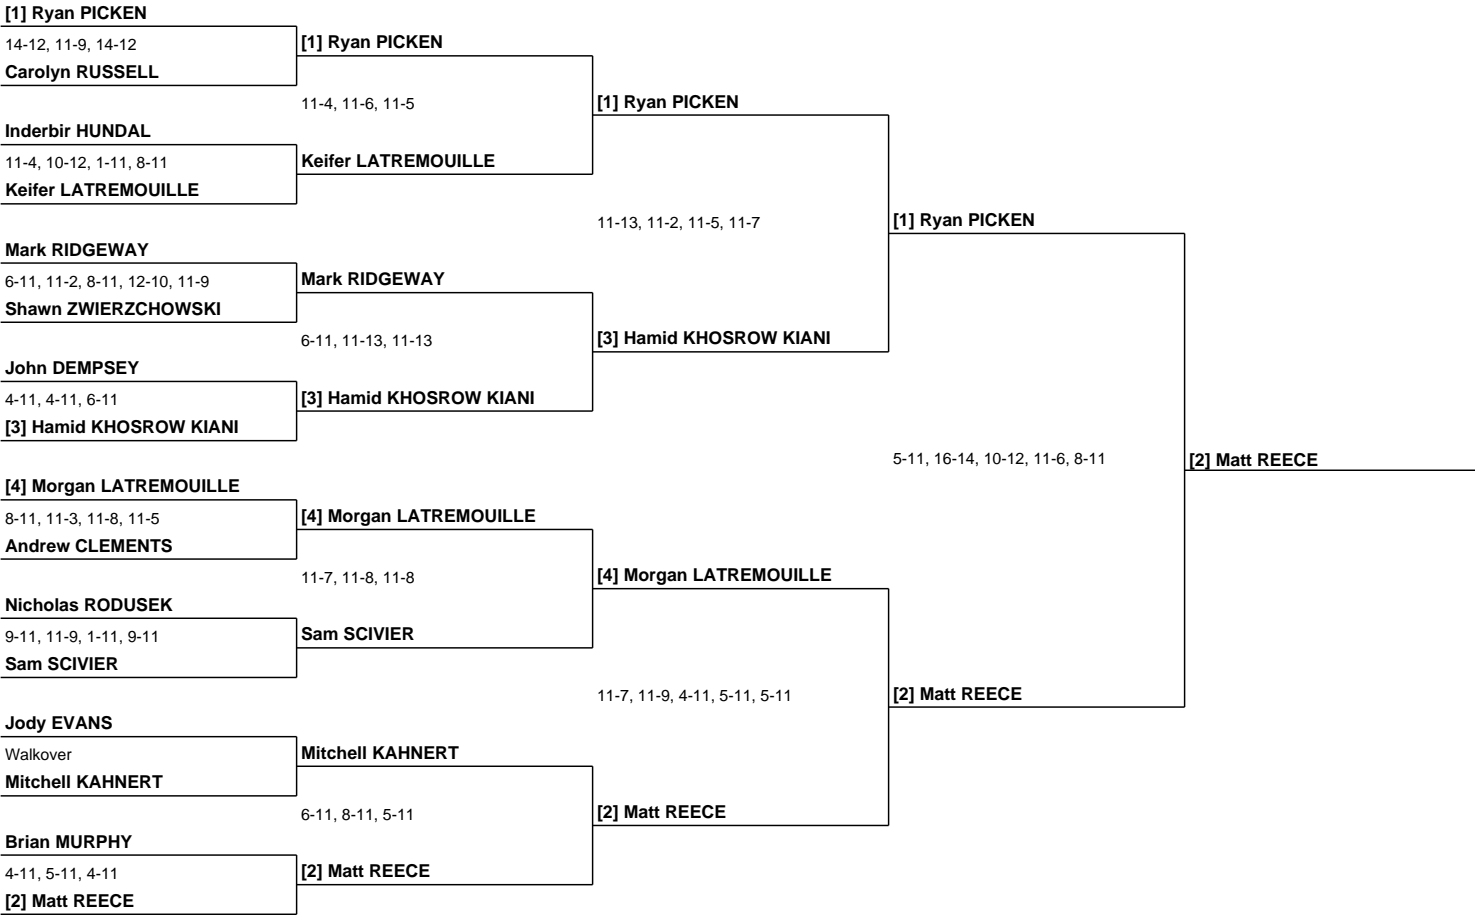 [1] Ryan PICKEN
14-12, 11-9, 14-12
Carolyn RUSSELL
Inderbir HUNDAL
11-4, 10-12, 1-11, 8-11
Keifer LATREMOUILLE
Mark RIDGEWAY
6-11, 11-2, 8-11, 12-10, 11-9
Shawn ZWIERZCHOWSKI
John DEMPSEY
4-11, 4-11, 6-11
[3] Hamid KHOSROW KIANI
[4] Morgan LATREMOUILLE
8-11, 11-3, 11-8, 11-5
Andrew CLEMENTS
Nicholas RODUSEK
9-11, 11-9, 1-11, 9-11
Sam SCIVIER
Jody EVANS
Walkover
Mitchell KAHNERT
Brian MURPHY
4-11, 5-11, 4-11
[2] Matt REECE
[1] Ryan PICKEN
11-4, 11-6, 11-5
Keifer LATREMOUILLE
Mark RIDGEWAY
6-11, 11-13, 11-13
[3] Hamid KHOSROW KIANI
[4] Morgan LATREMOUILLE
11-7, 11-8, 11-8
Sam SCIVIER
Mitchell KAHNERT
6-11, 8-11, 5-11
[2] Matt REECE
[1] Ryan PICKEN
11-13, 11-2, 11-5, 11-7
[3] Hamid KHOSROW KIANI
[4] Morgan LATREMOUILLE
11-7, 11-9, 4-11, 5-11, 5-11
[2] Matt REECE
[1] Ryan PICKEN
5-11, 16-14, 10-12, 11-6, 8-11
[2] Matt REECE
[2] Matt REECE